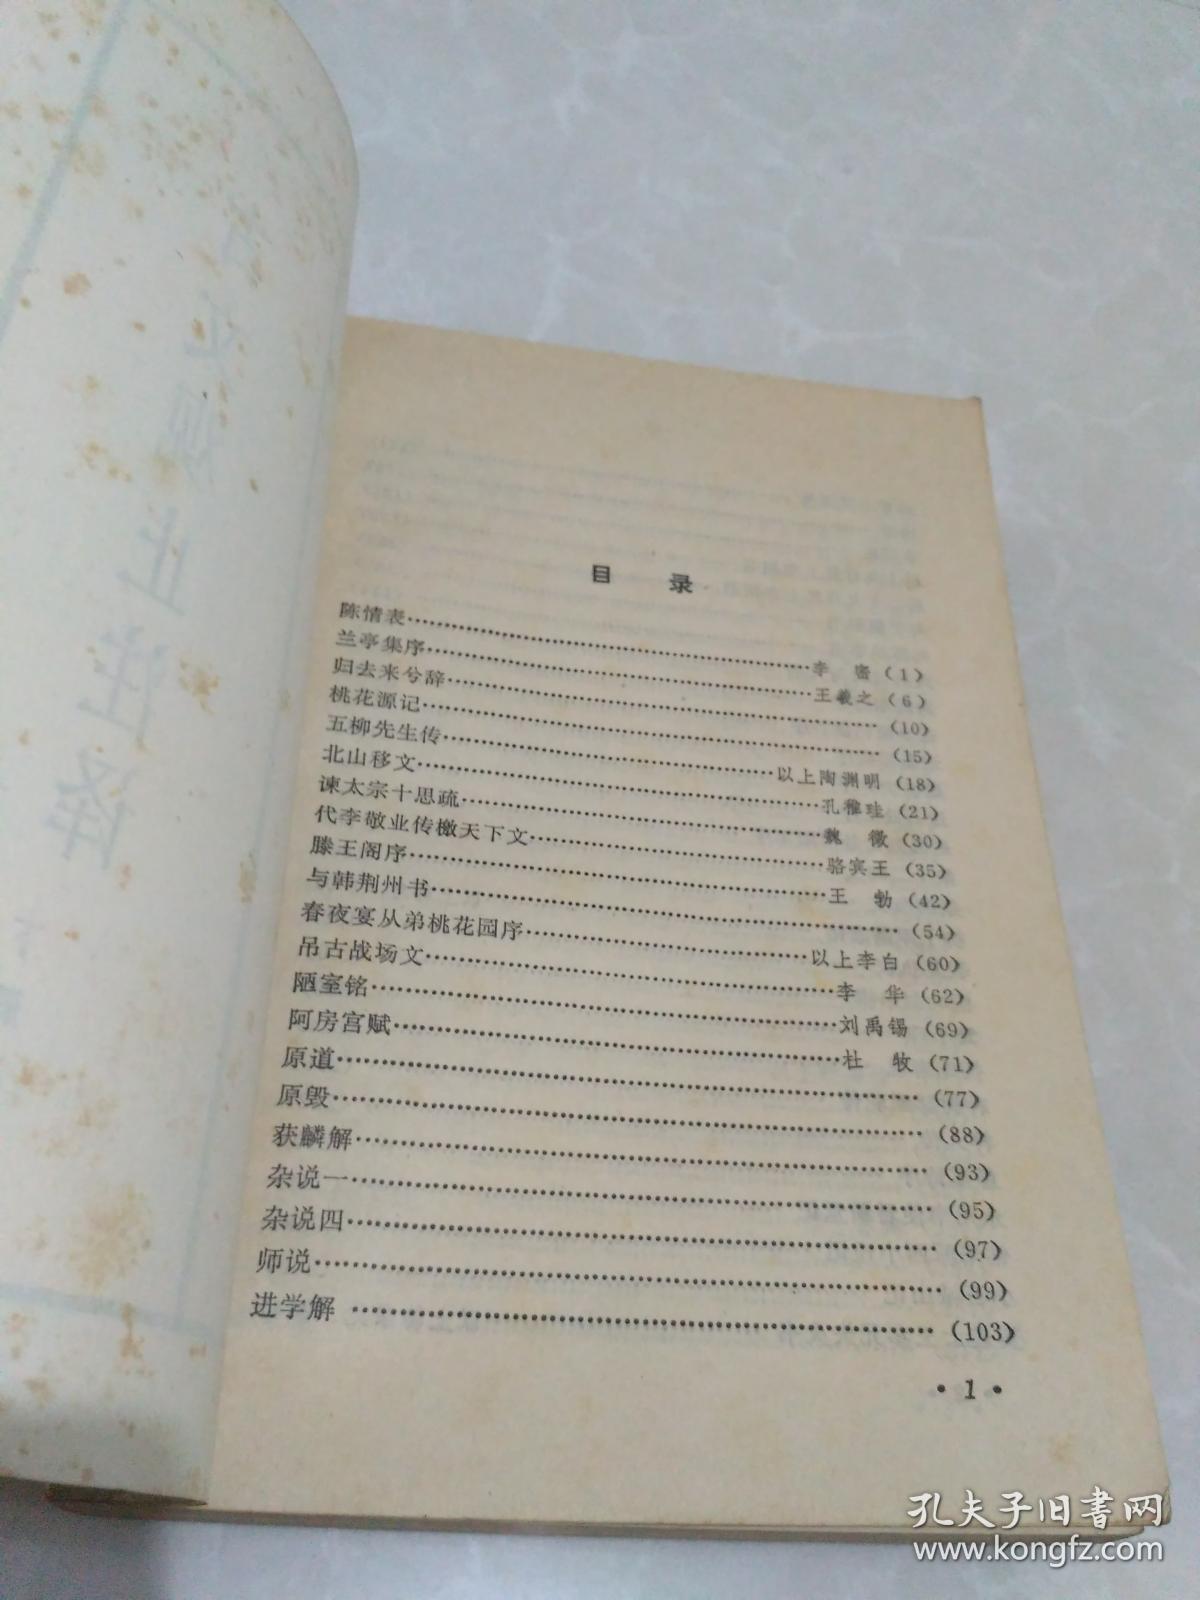 目 录
陈情表……李 密（1）
兰亭集序……王羲之（6）
归去来兮辞……（10）
桃花源记……（15）
五柳先生传……以上陶渊明（18）
北山移文……孔稚珪（21）
谏太宗十思疏……魏 徵（30）
代李敬业传檄天下文……骆宾王（35）
滕王阁序……王 勃（42）
与韩荆州书……（54）
春夜宴从弟桃花园序……以上李白（60）
吊古战场文……李 华（62）
陋室铭……刘禹锡（69）
阿房宫赋……杜 牧（71）
原道……（77）
原毁……（88）
获麟解……（93）
杂说一……（95）
杂说四……（97）
师说……（99）
进学解……（103）
• 1 •
孔夫子旧书网
www.kongfz.com